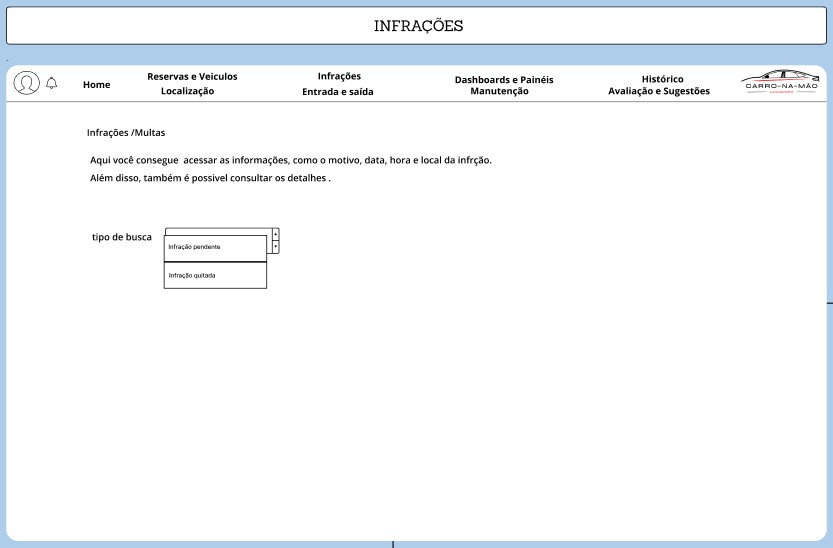 INFRAÇÕES
Home
Reservas e Veiculos
Localização
Infrações
Entrada e saída
Dashboards e Painéis
Manutenção
Histórico
Avaliação e Sugestões
CARRO-NA-MÃO
Infrações /Multas
Aqui você consegue acessar as informações, como o motivo, data, hora e local da infrção.
Além disso, também é possivel consultar os detalhes .
tipo de busca
Infração pendente
Infração quitada